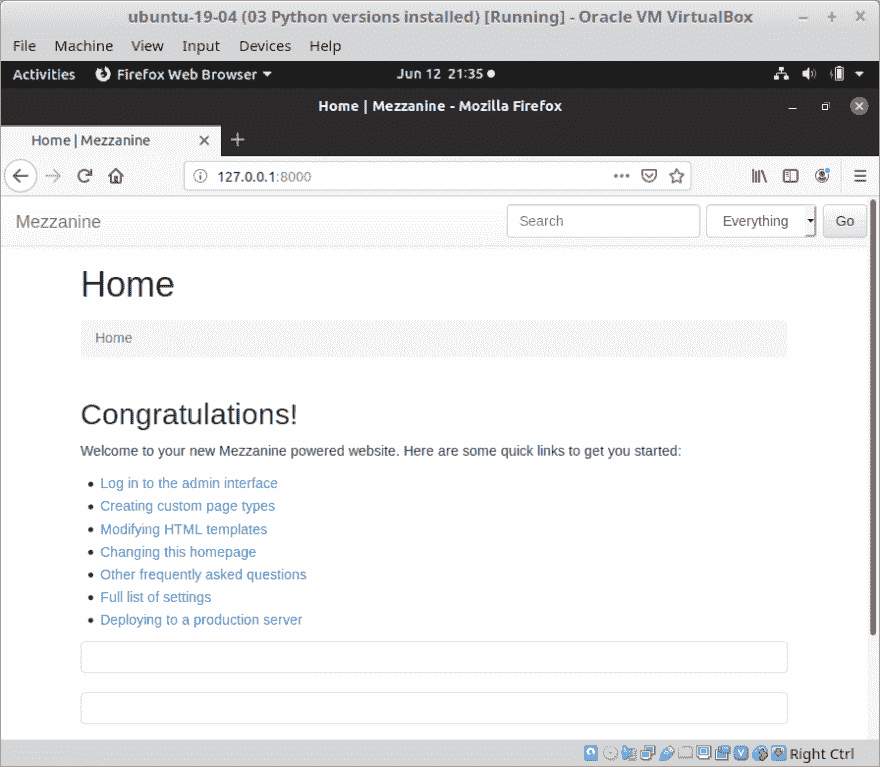 ubuntu-19-04 (03 Python versions installed) [Running] - Oracle VM VirtualBox
File Machine View Input Devices Help
Activities Firefox Web Browser Jun 12 21:35
Home | Mezzanine - Mozilla Firefox
Home | Mezzanine
127.0.0.1:8000
Mezzanine Search Everything Go
Home
Home
Congratulations!
Welcome to your new Mezzanine powered website. Here are some quick links to get you started:
Log in to the admin interface
Creating custom page types
Modifying HTML templates
Changing this homepage
Other frequently asked questions
Full list of settings
Deploying to a production server
Right Ctrl